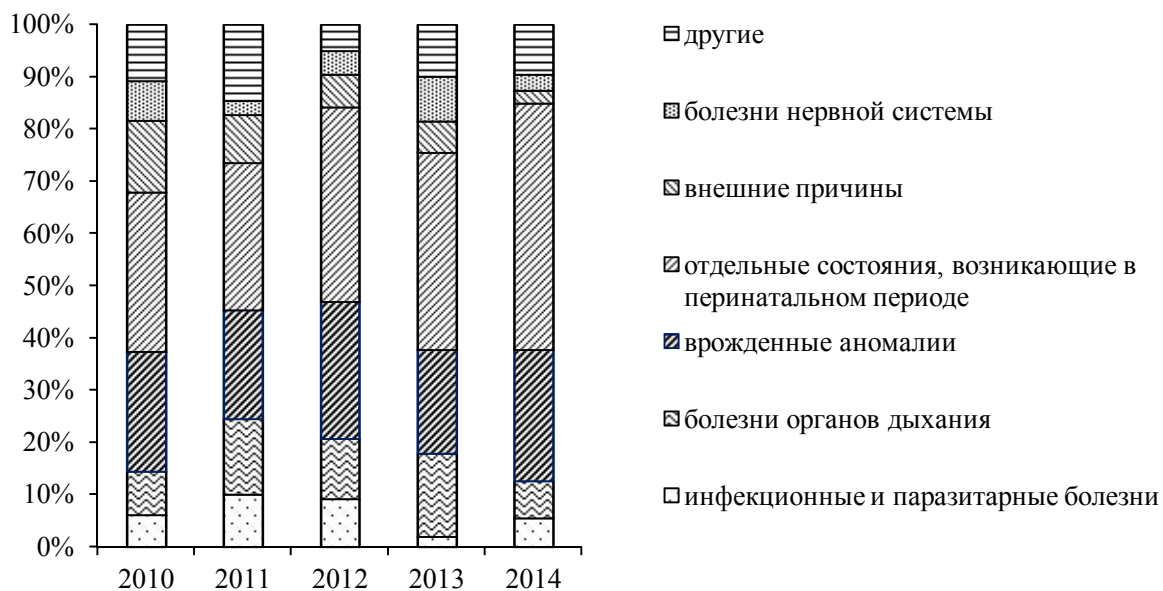 100%
90%
80%
70%
60%
50%
40%
30%
20%
10%
0%
2010 2011 2012 2013 2014
другие
болезни нервной системы
внешние причины
отдельные состояния, возникающие в
перинатальном периоде
врожденные аномалии
болезни органов дыхания
инфекционные и паразитарные болезни